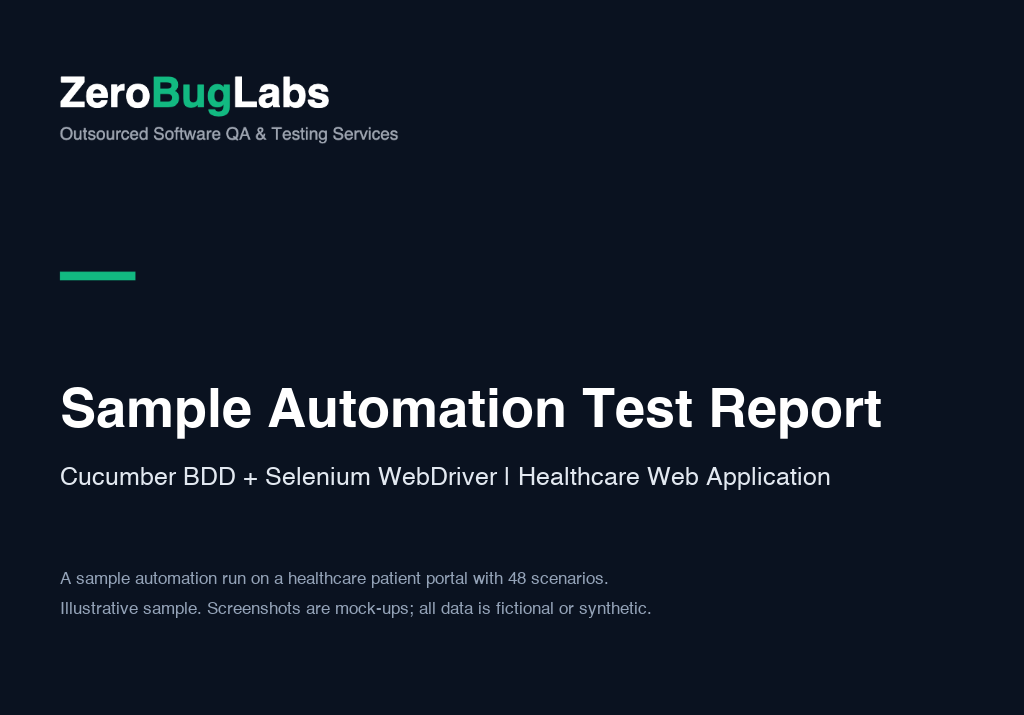 ZeroBugLabs
Outsourced Software QA & Testing Services
Sample Automation Test Report
Cucumber BDD + Selenium WebDriver | Healthcare Web Application
A sample automation run on a healthcare patient portal with 48 scenarios.
Illustrative sample. Screenshots are mock-ups; all data is fictional or synthetic.